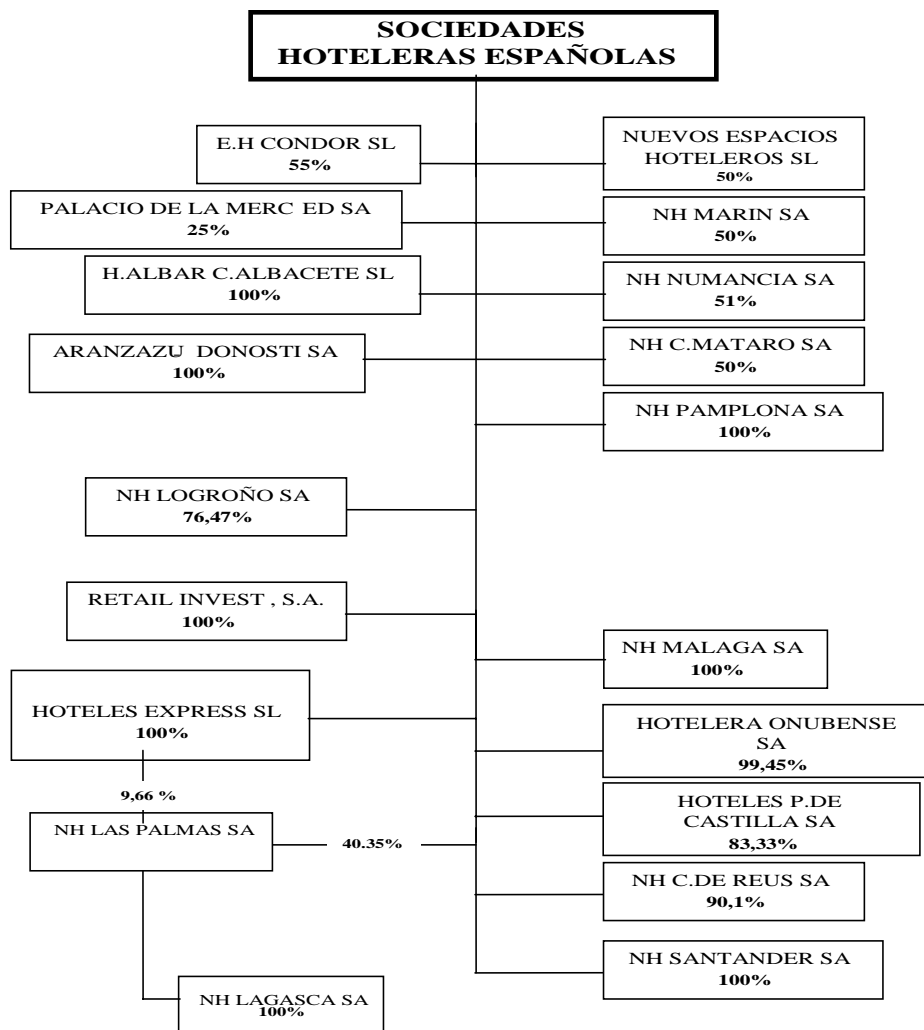 SOCIEDADES
HOTELERAS ESPAÑOLAS
E.H CONDOR SL
55%
NUEVOS ESPACIOS
HOTELEROS SL
50%
PALACIO DE LA MERC ED SA
25%
NH MARIN SA
50%
H.ALBAR C.ALBACETE SL
100%
NH NUMANCIA SA
51%
ARANZAZU DONOSTI SA
100%
NH C.MATARO SA
50%
NH PAMPLONA SA
100%
NH LOGROÑO SA
76,47%
RETAIL INVEST , S.A.
100%
NH MALAGA SA
100%
HOTELES EXPRESS SL
100%
HOTELERA ONUBENSE
SA
99,45%
9,66 %
HOTELES P.DE
CASTILLA SA
83,33%
NH LAS PALMAS SA
40.35%
NH C.DE REUS SA
90,1%
NH SANTANDER SA
100%
NH LAGASCA SA
100%